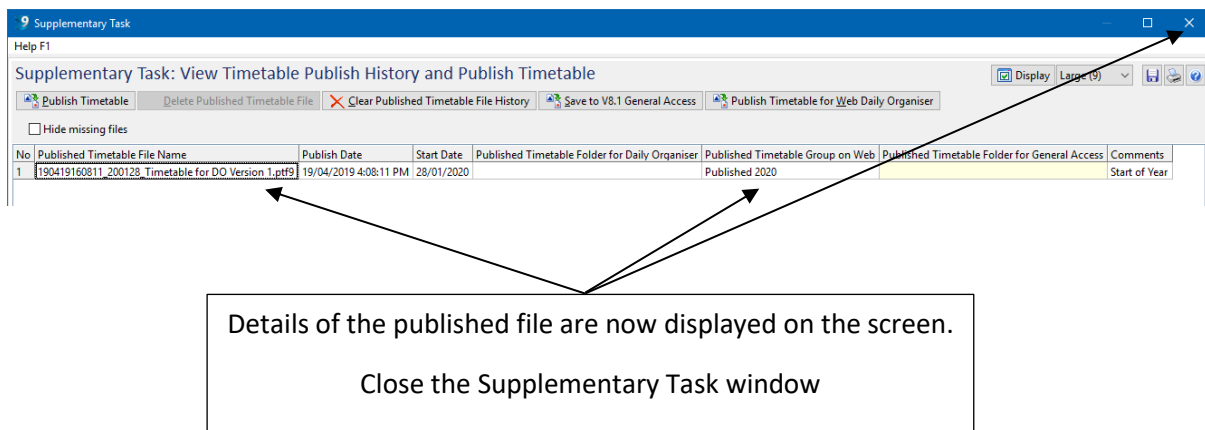 9 Supplementary Task
Help F1
Supplementary Task: View Timetable Publish History and Publish Timetable
Display Large (9)
Publish Timetable Delete Published Timetable File Clear Published Timetable File History Save to V8.1 General Access Publish Timetable for Web Daily Organiser
Hide missing files
No Published Timetable File Name Publish Date Start Date Published Timetable Folder for Daily Organiser Published Timetable Group on Web Published Timetable Folder for General Access Comments
1 190419160811_200128_Timetable for DO Version 1.ptf9 19/04/2019 4:08:11 PM 28/01/2020 Published 2020 Start of Year
Details of the published file are now displayed on the screen.
Close the Supplementary Task window